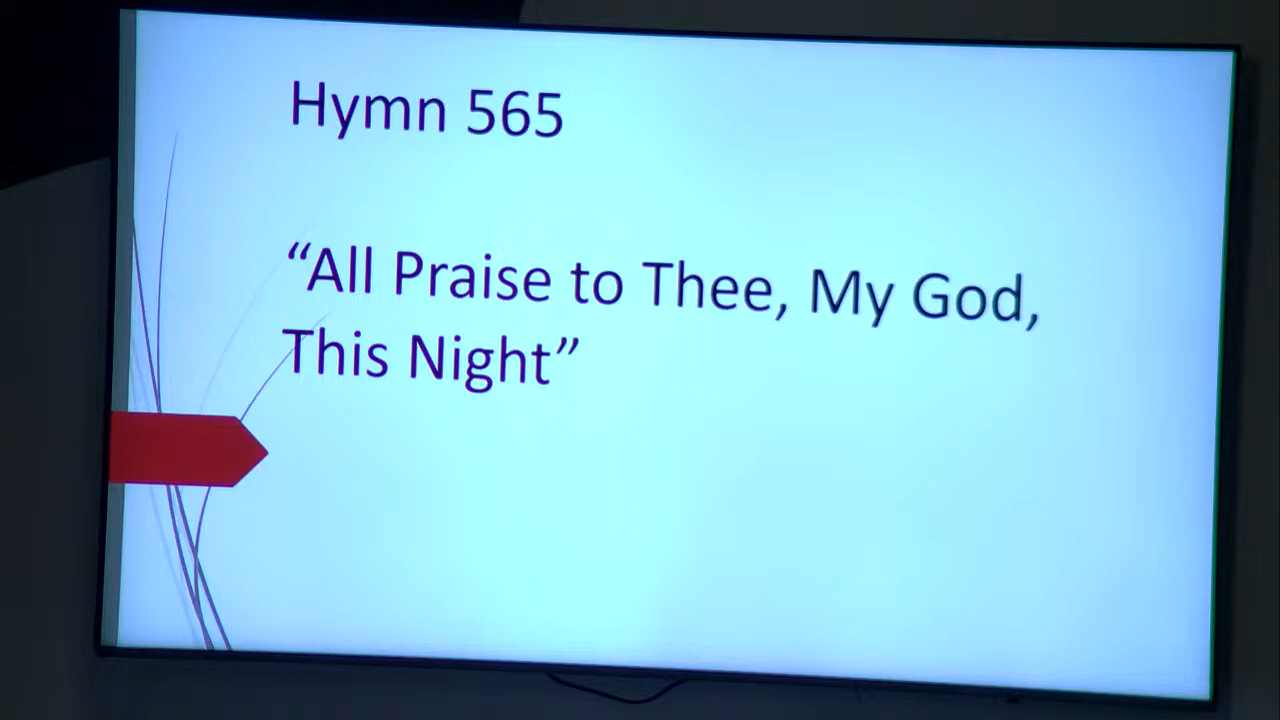 Hymn 565
“All Praise to Thee, My God,
This Night”